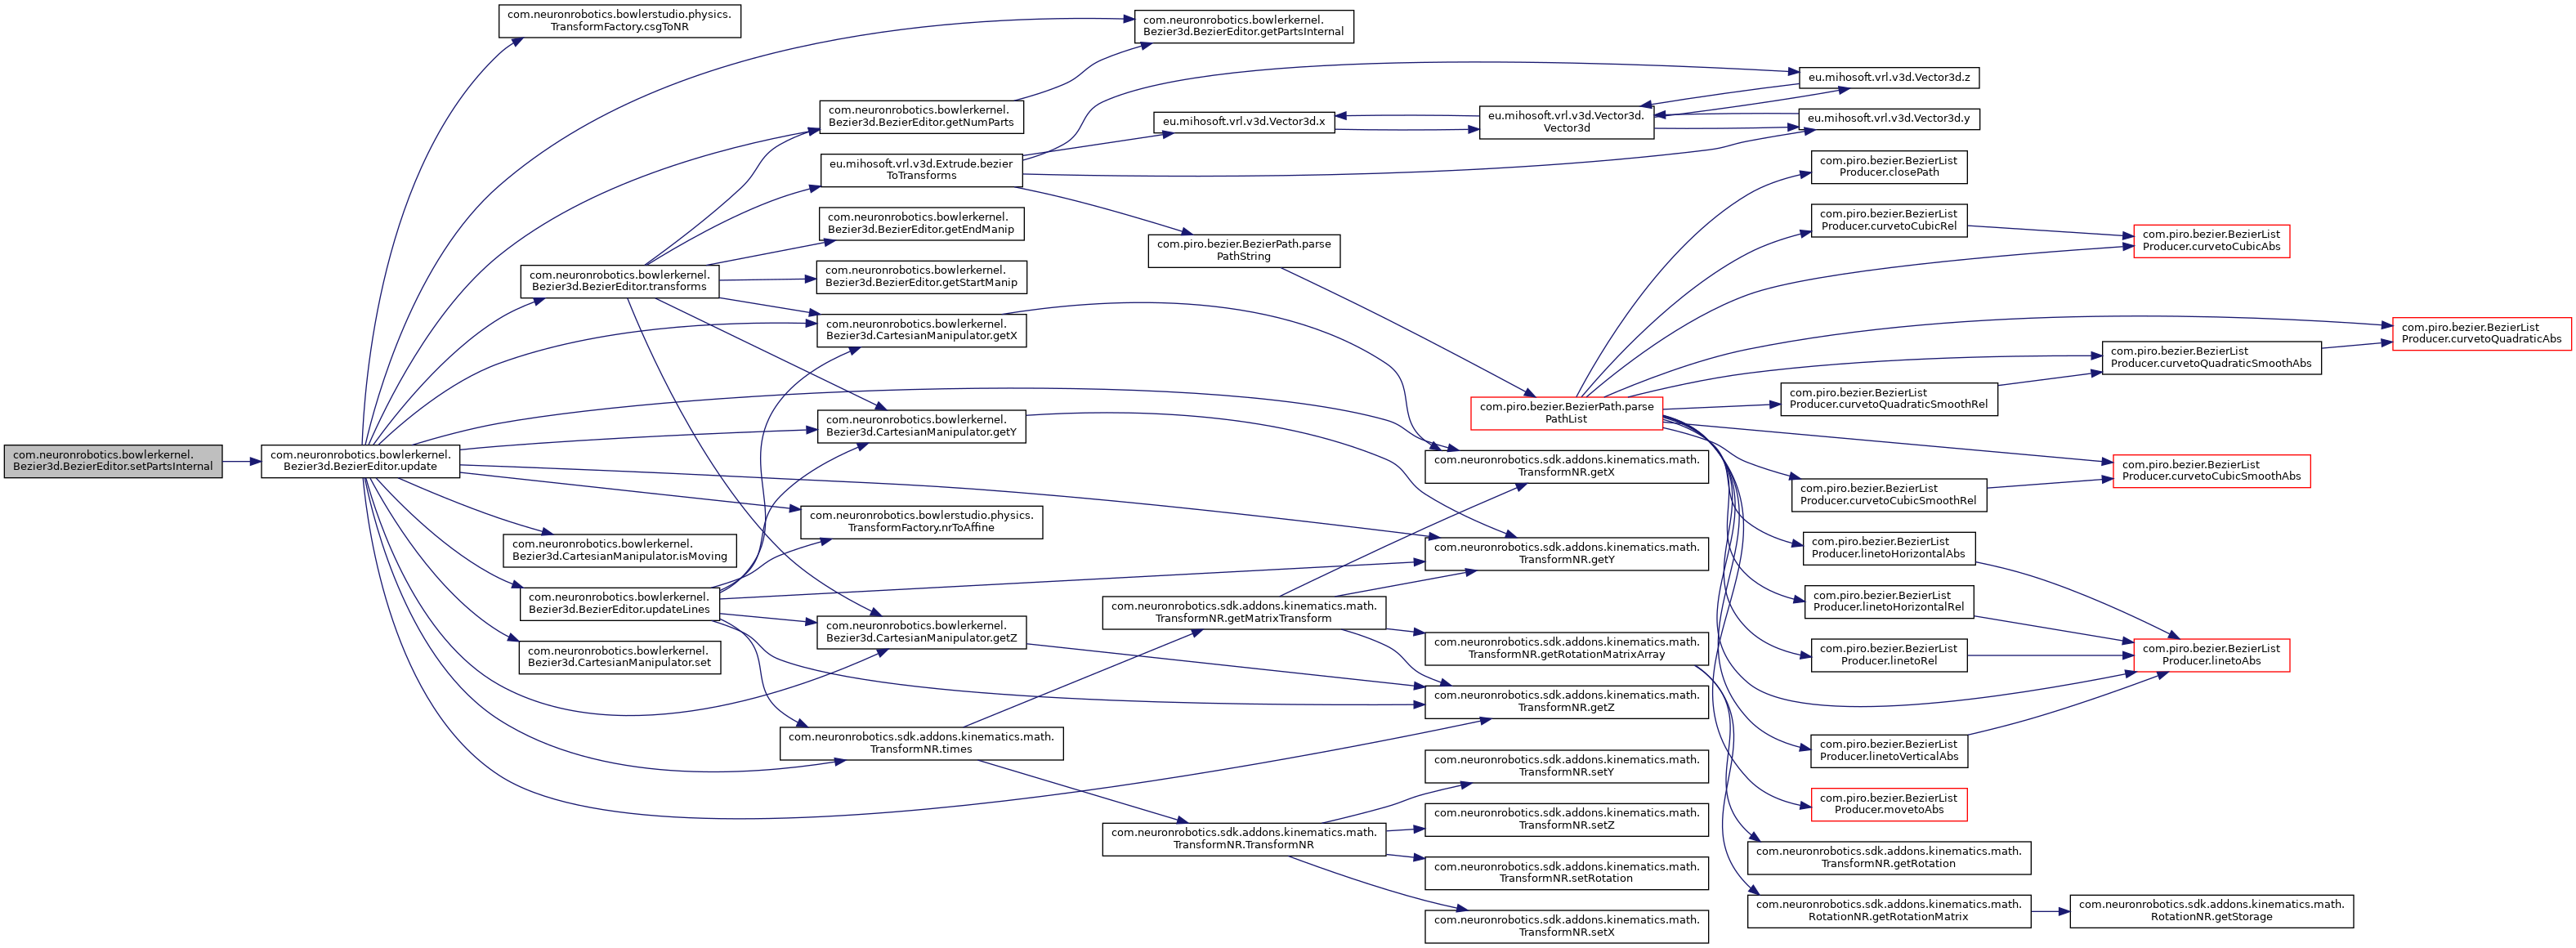 com.neuronrobotics.bowlerkernel.
Bezier3d.BezierEditor.setPartsInternal
com.neuronrobotics.bowlerkernel.
Bezier3d.BezierEditor.update
com.neuronrobotics.bowlerstudio.physics.
TransformFactory.csgToNR
com.neuronrobotics.bowlerkernel.
Bezier3d.BezierEditor.transforms
com.neuronrobotics.bowlerkernel.
Bezier3d.CartesianManipulator.isMoving
com.neuronrobotics.bowlerkernel.
Bezier3d.BezierEditor.updateLines
com.neuronrobotics.bowlerkernel.
Bezier3d.CartesianManipulator.set
com.neuronrobotics.bowlerkernel.
Bezier3d.BezierEditor.getNumParts
eu.mihosoft.vrl.v3d.Extrude.bezier
ToTransforms
com.neuronrobotics.bowlerkernel.
Bezier3d.BezierEditor.getEndManip
com.neuronrobotics.bowlerkernel.
Bezier3d.BezierEditor.getStartManip
com.neuronrobotics.bowlerkernel.
Bezier3d.CartesianManipulator.getX
com.neuronrobotics.bowlerkernel.
Bezier3d.CartesianManipulator.getY
com.neuronrobotics.bowlerstudio.physics.
TransformFactory.nrToAffine
com.neuronrobotics.bowlerkernel.
Bezier3d.CartesianManipulator.getZ
com.neuronrobotics.sdk.addons.kinematics.math.
TransformNR.times
com.neuronrobotics.bowlerkernel.
Bezier3d.BezierEditor.getPartsInternal
eu.mihosoft.vrl.v3d.Vector3d.x
com.piro.bezier.BezierPath.parse
PathString
com.neuronrobotics.sdk.addons.kinematics.math.
TransformNR.getMatrixTransform
com.neuronrobotics.sdk.addons.kinematics.math.
TransformNR.TransformNR
eu.mihosoft.vrl.v3d.Vector3d.
Vector3d
com.piro.bezier.BezierPath.parse
PathList
com.neuronrobotics.sdk.addons.kinematics.math.
TransformNR.getX
com.neuronrobotics.sdk.addons.kinematics.math.
TransformNR.getY
com.neuronrobotics.sdk.addons.kinematics.math.
TransformNR.getRotationMatrixArray
com.neuronrobotics.sdk.addons.kinematics.math.
TransformNR.getZ
com.neuronrobotics.sdk.addons.kinematics.math.
TransformNR.setY
com.neuronrobotics.sdk.addons.kinematics.math.
TransformNR.setZ
com.neuronrobotics.sdk.addons.kinematics.math.
TransformNR.setRotation
com.neuronrobotics.sdk.addons.kinematics.math.
TransformNR.setX
eu.mihosoft.vrl.v3d.Vector3d.z
eu.mihosoft.vrl.v3d.Vector3d.y
com.piro.bezier.BezierList
Producer.closePath
com.piro.bezier.BezierList
Producer.curvetoCubicRel
com.piro.bezier.BezierList
Producer.curvetoQuadraticSmoothRel
com.piro.bezier.BezierList
Producer.curvetoCubicSmoothRel
com.piro.bezier.BezierList
Producer.linetoHorizontalAbs
com.piro.bezier.BezierList
Producer.linetoHorizontalRel
com.piro.bezier.BezierList
Producer.linetoRel
com.piro.bezier.BezierList
Producer.linetoVerticalAbs
com.piro.bezier.BezierList
Producer.movetoAbs
com.neuronrobotics.sdk.addons.kinematics.math.
TransformNR.getRotation
com.neuronrobotics.sdk.addons.kinematics.math.
RotationNR.getRotationMatrix
com.piro.bezier.BezierList
Producer.curvetoCubicAbs
com.piro.bezier.BezierList
Producer.curvetoQuadraticSmoothAbs
com.piro.bezier.BezierList
Producer.curvetoCubicSmoothAbs
com.piro.bezier.BezierList
Producer.linetoAbs
com.neuronrobotics.sdk.addons.kinematics.math.
RotationNR.getStorage
com.piro.bezier.BezierList
Producer.curvetoQuadraticAbs